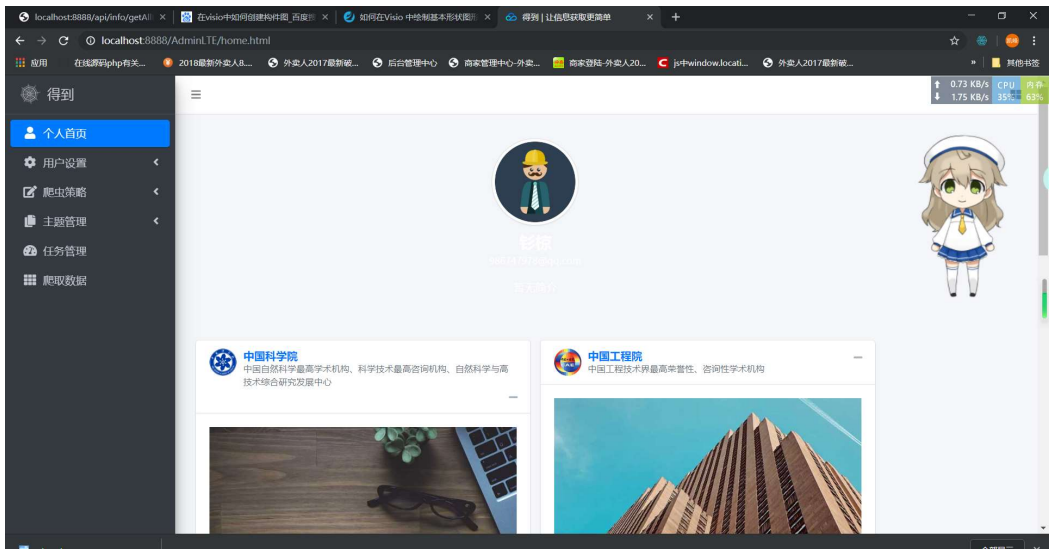 localhost:8888/api/info/getAll
在visio中如何创建构件图_百度
如何在Visio 中绘制基本形状图形
得到 | 让信息获取更简单
localhost:8888/AdminLTE/home.html
应用
在线源码php有关...
2018最新外卖人8....
外卖人2017最新破...
后台管理中心
商家管理中心-外卖...
商家登陆-外卖人20...
js中window.locati...
外卖人2017最新破...
»
其他书签
0.73 KB/s
CPU
内存
1.75 KB/s
35%
63%
得到
个人首页
用户设置
爬虫策略
主题管理
任务管理
爬取数据
中国科学院
中国自然科学最高学术机构、科学技术最高咨询机构、自然科学与高
技术综合研究发展中心
中国工程院
中国工程技术界最高荣誉性、咨询性学术机构